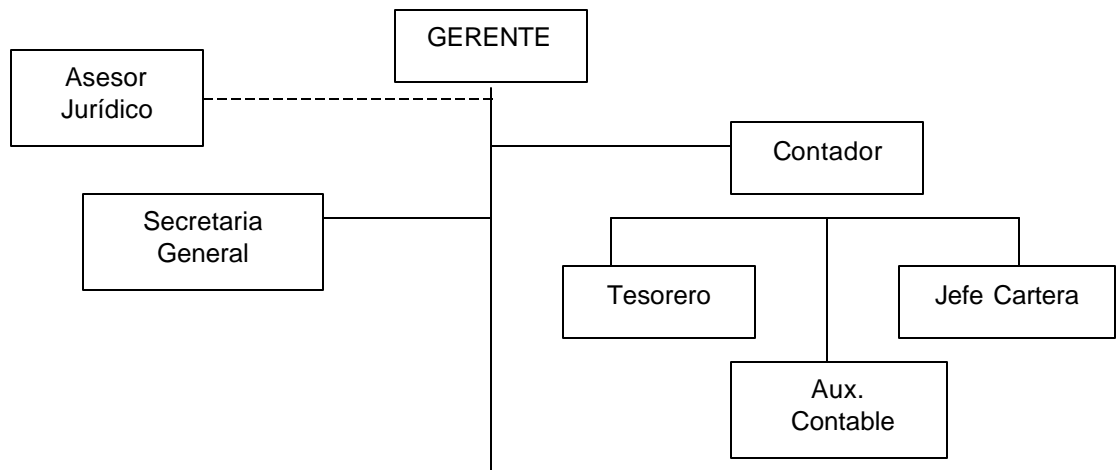 GERENTE
Asesor
Jurídico
Contador
Secretaria
General
Tesorero
Jefe Cartera
Aux.
Contable